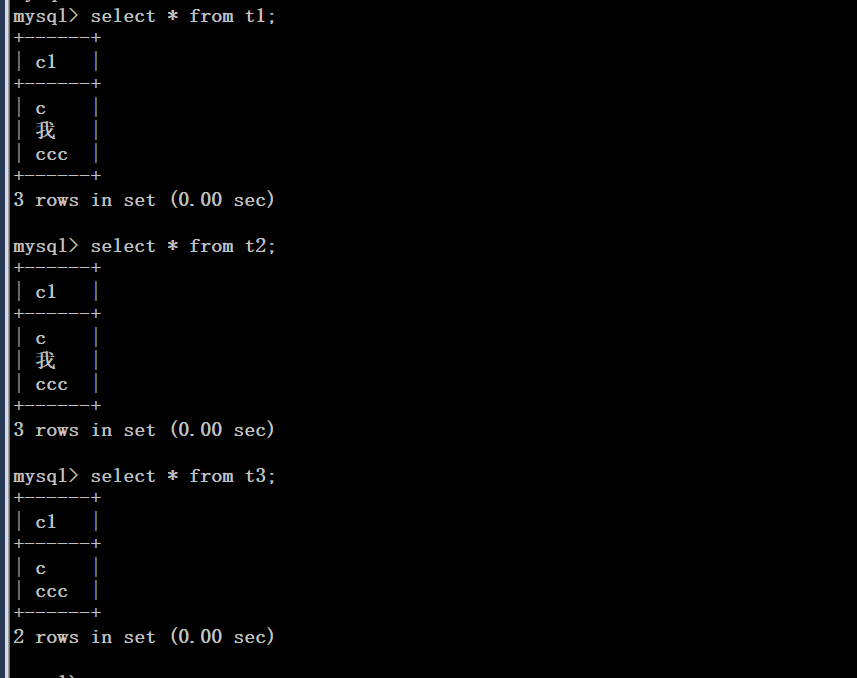 mysql> select * from t1;
+------+
| c1   |
+------+
| c    |
| 我   |
| ccc  |
+------+
3 rows in set (0.00 sec)
mysql> select * from t2;
+------+
| c1   |
+------+
| c    |
| 我   |
| ccc  |
+------+
3 rows in set (0.00 sec)
mysql> select * from t3;
+------+
| c1   |
+------+
| c    |
| ccc  |
+------+
2 rows in set (0.00 sec)